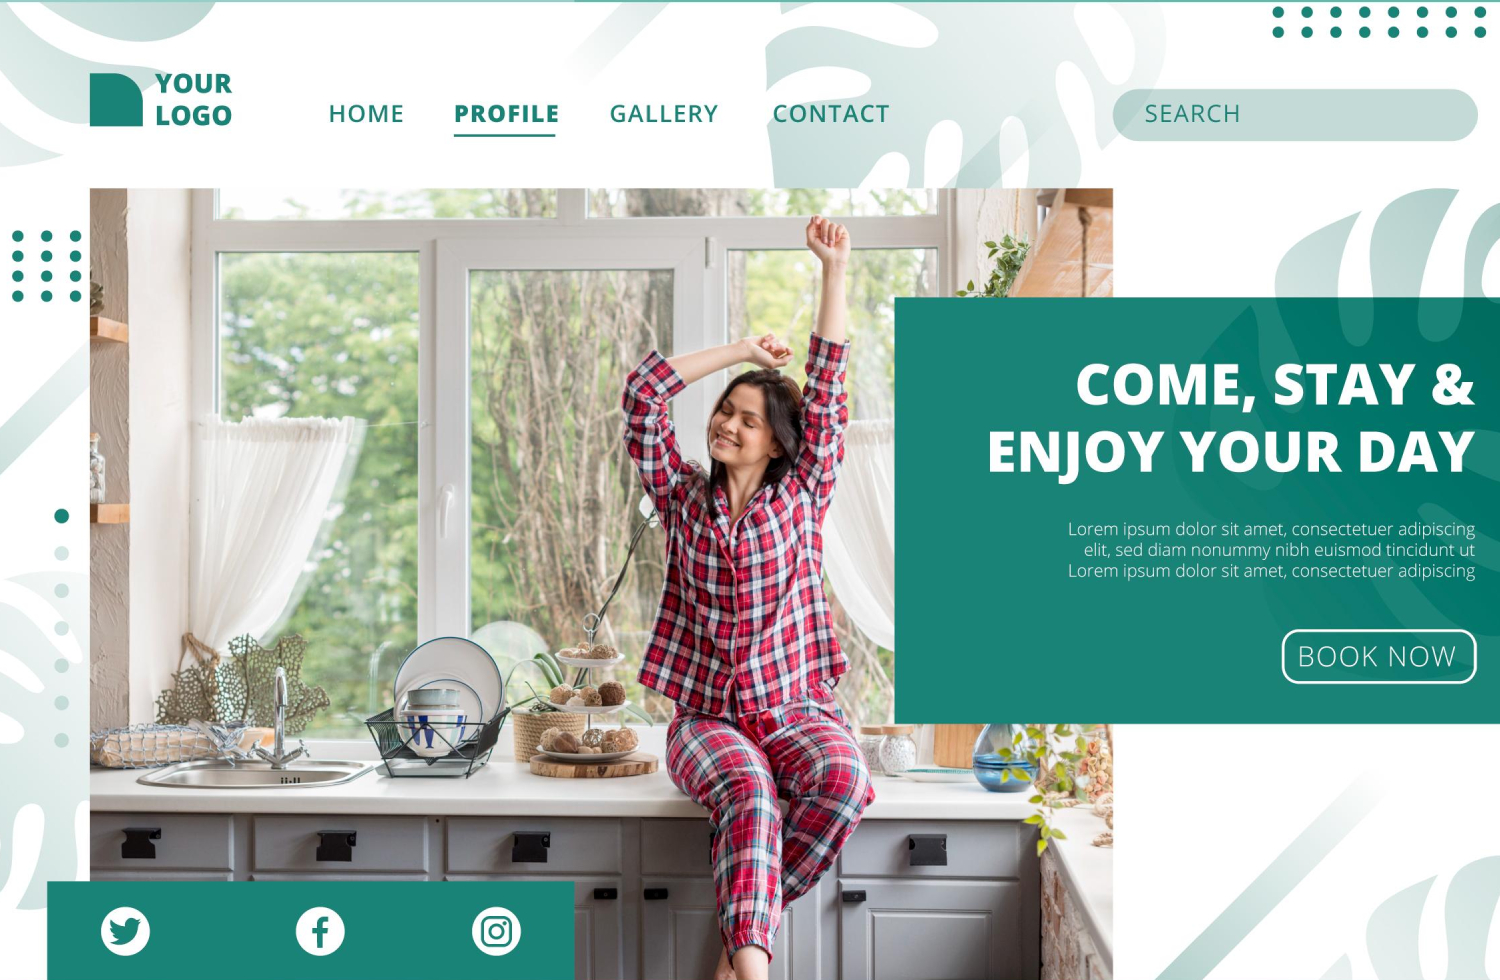 YOUR
LOGO
HOME PROFILE GALLERY CONTACT SEARCH
COME, STAY &
ENJOY YOUR DAY
Lorem ipsum dolor sit amet, consectetuer adipiscing
elit, sed diam nonummy nibh euismod tincidunt ut
Lorem ipsum dolor sit amet, consectetuer adipiscing
BOOK NOW